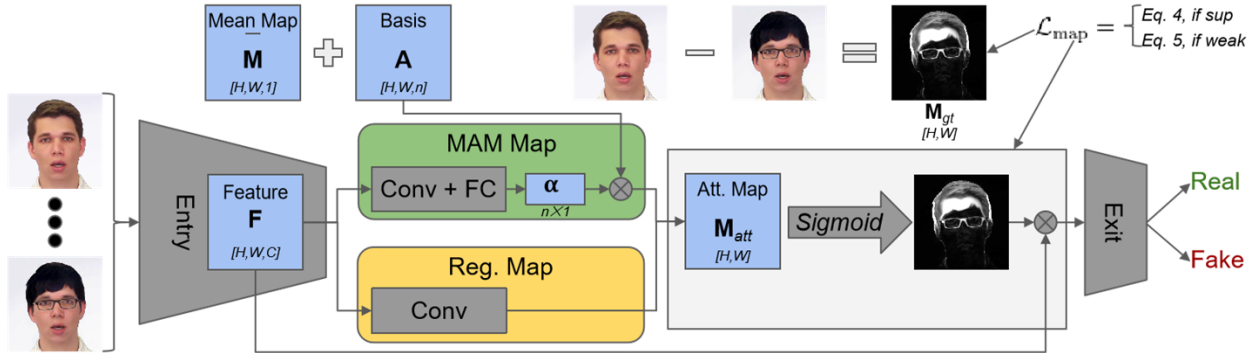 Mean Map
M
[H,W,1]
Basis
A
[H,W,n]
M_gt
[H,W]
ℒ_map =
Eq. 4, if sup
Eq. 5, if weak
Entry
Feature
F
[H,W,C]
MAM Map
Conv + FC
α
n×1
Reg. Map
Conv
Att. Map
M_att
[H,W]
Sigmoid
Exit
Real
Fake